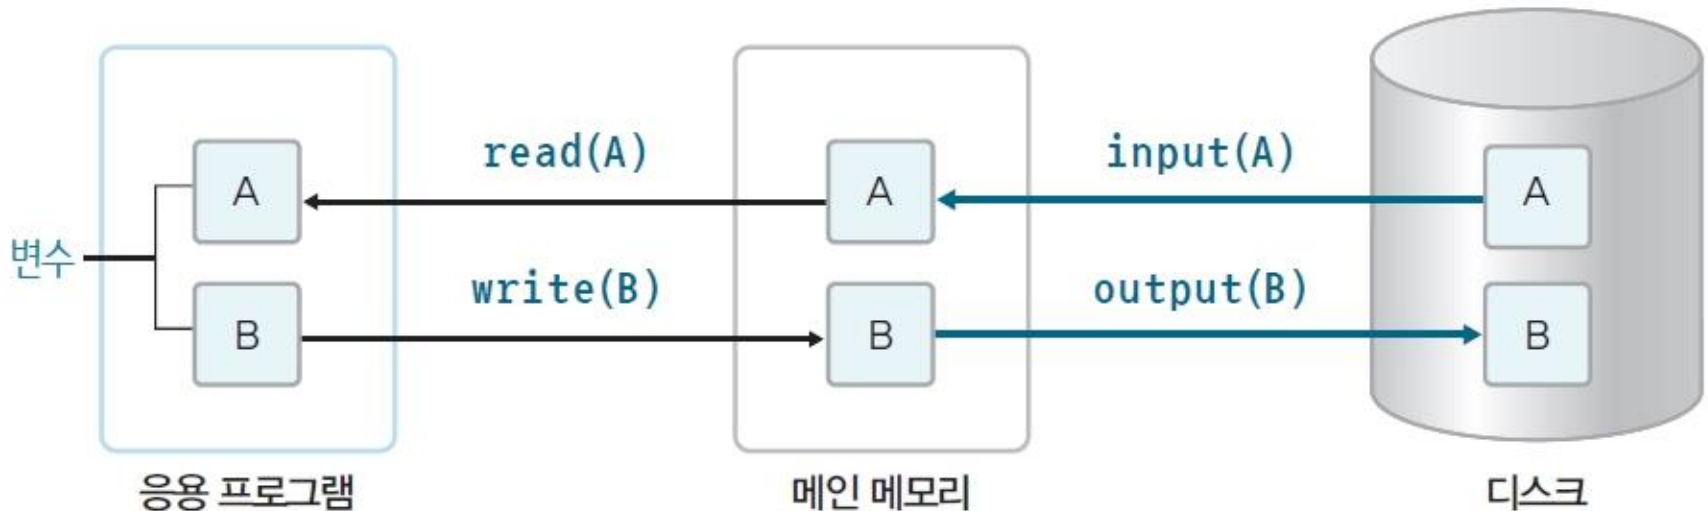 read(A)
input(A)
A
A
A
변수
write(B)
output(B)
B
B
B
응용 프로그램
메인 메모리
디스크